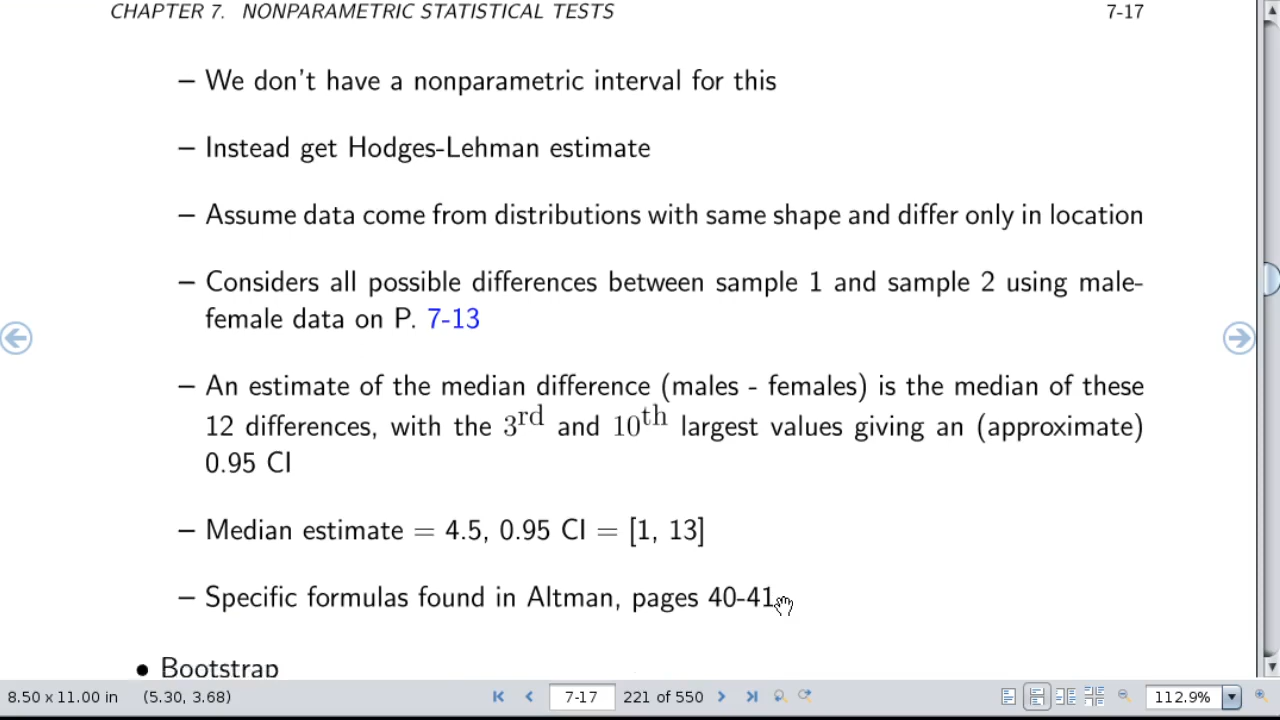 CHAPTER 7. NONPARAMETRIC STATISTICAL TESTS 7-17
– We don't have a nonparametric interval for this
– Instead get Hodges-Lehman estimate
– Assume data come from distributions with same shape and differ only in location
– Considers all possible differences between sample 1 and sample 2 using male-
female data on P. 7-13
– An estimate of the median difference (males - females) is the median of these
12 differences, with the 3rd and 10th largest values giving an (approximate)
0.95 CI
– Median estimate = 4.5, 0.95 CI = [1, 13]
– Specific formulas found in Altman, pages 40-41
• Bootstrap
8.50 x 11.00 in (5.30, 3.68) 7-17 221 of 550 112.9%